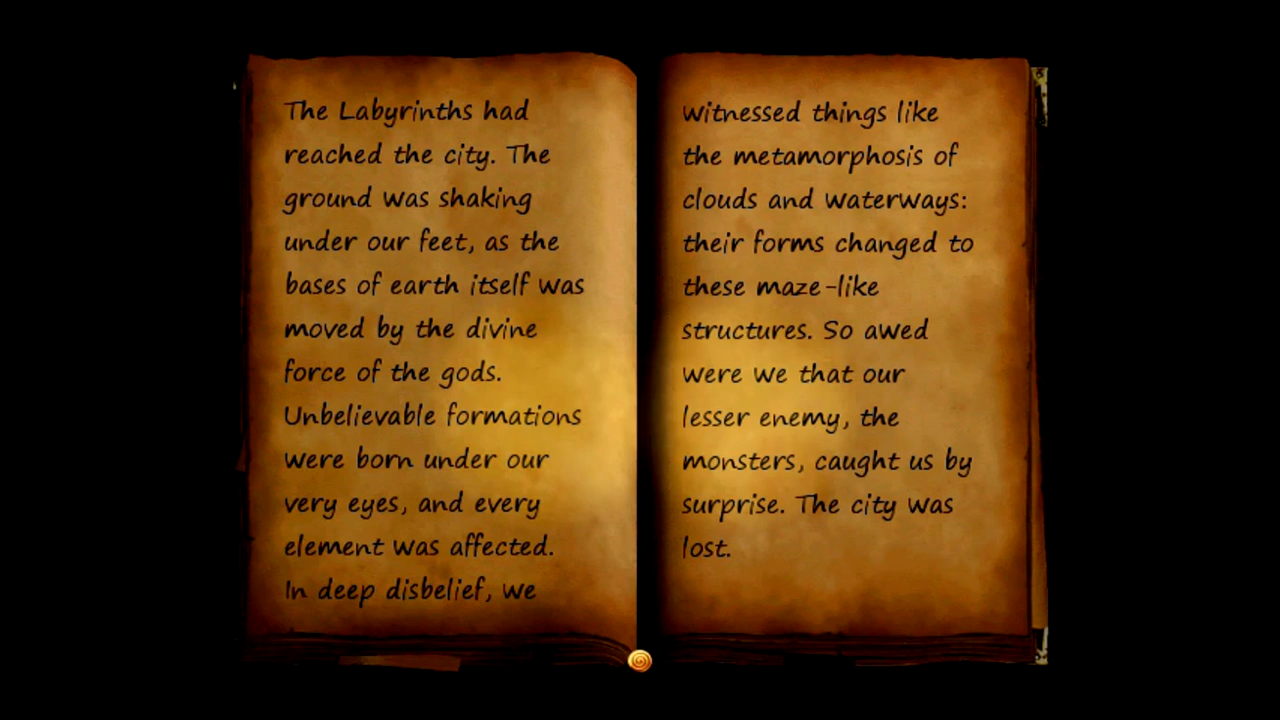 The Labyrinths had
reached the city. The
ground was shaking
under our feet, as the
bases of earth itself was
moved by the divine
force of the gods.
Unbelievable formations
were born under our
very eyes, and every
element was affected.
In deep disbelief, we
witnessed things like
the metamorphosis of
clouds and waterways:
their forms changed to
these maze-like
structures. So awed
were we that our
lesser enemy, the
monsters, caught us by
surprise. The city was
lost.